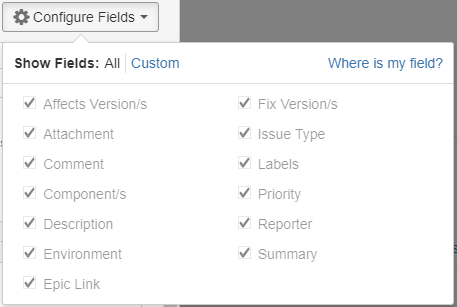 Configure Fields
Show Fields: All Custom Where is my field?
Affects Version/s Fix Version/s
Attachment Issue Type
Comment Labels
Component/s Priority
Description Reporter
Environment Summary
Epic Link